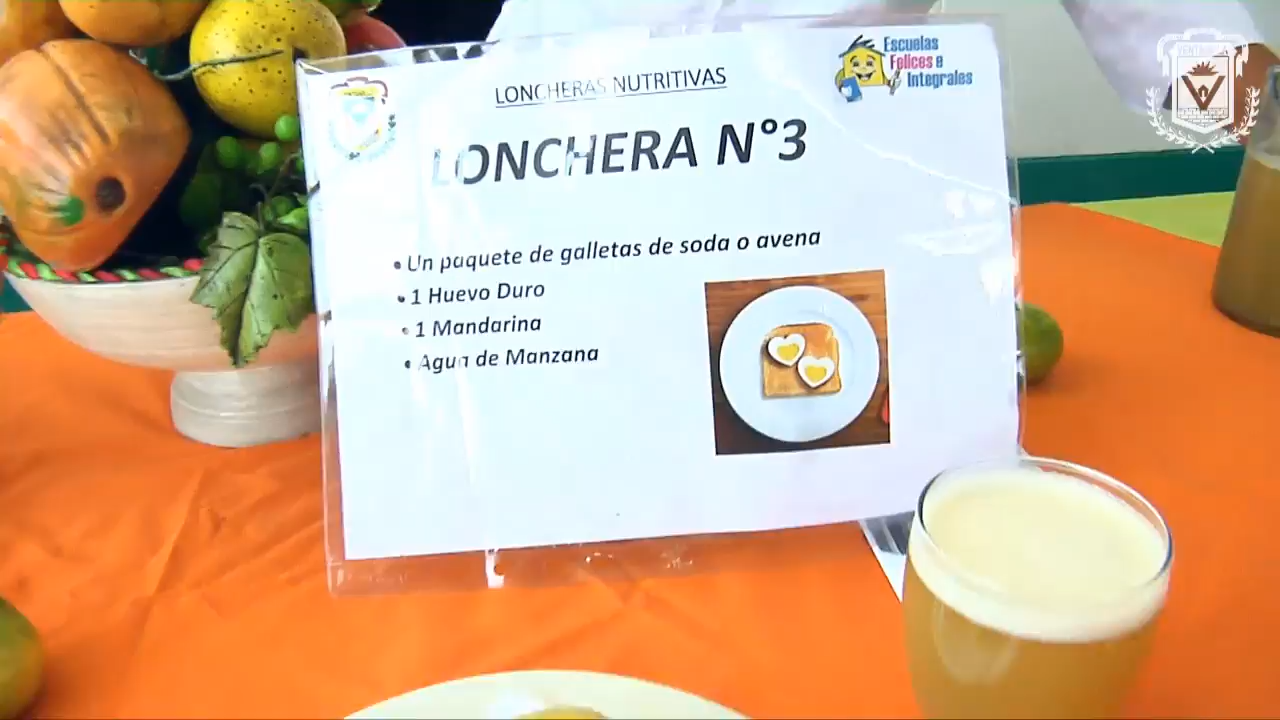 LONCHERAS NUTRITIVAS
Escuelas
Felices e
Integrales
LONCHERA N°3
• Un paquete de galletas de soda o avena
• 1 Huevo Duro
• 1 Mandarina
• Agua de Manzana